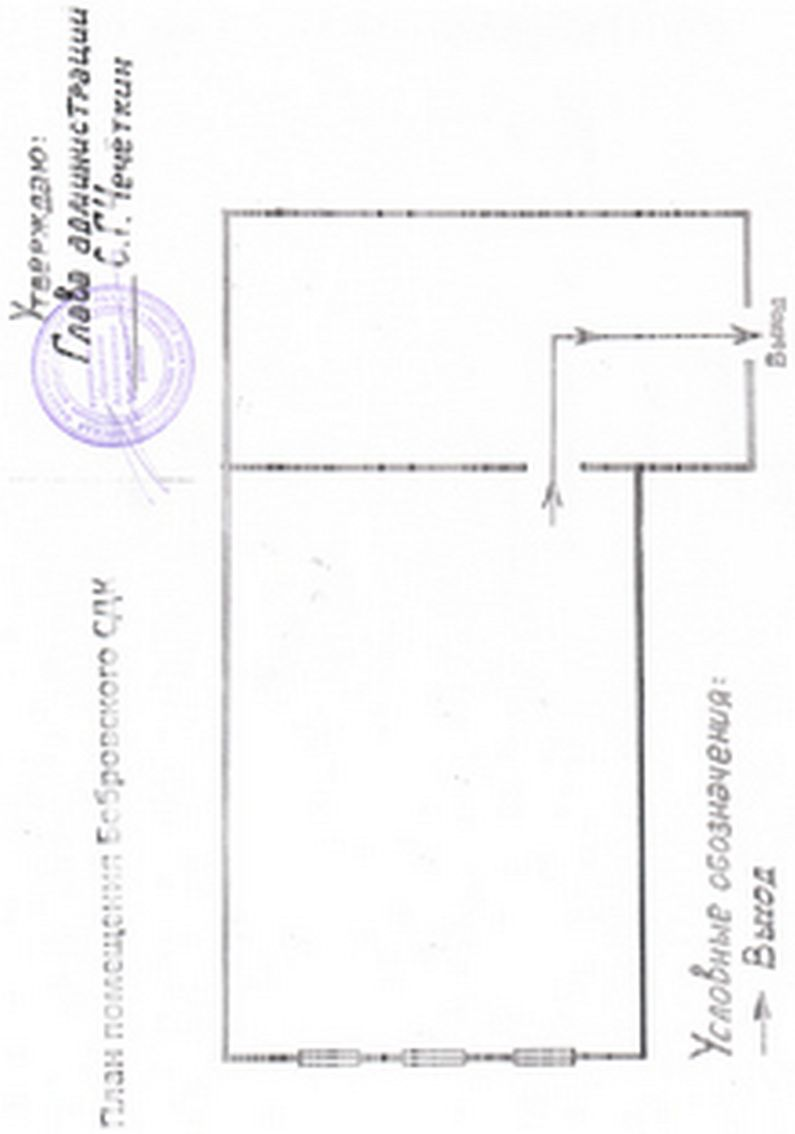 Утверждаю:
Глава администрации
С.Г. Чечёткин
План помещения Бобровского СДК
Выход
Условные обозначения:
Выход